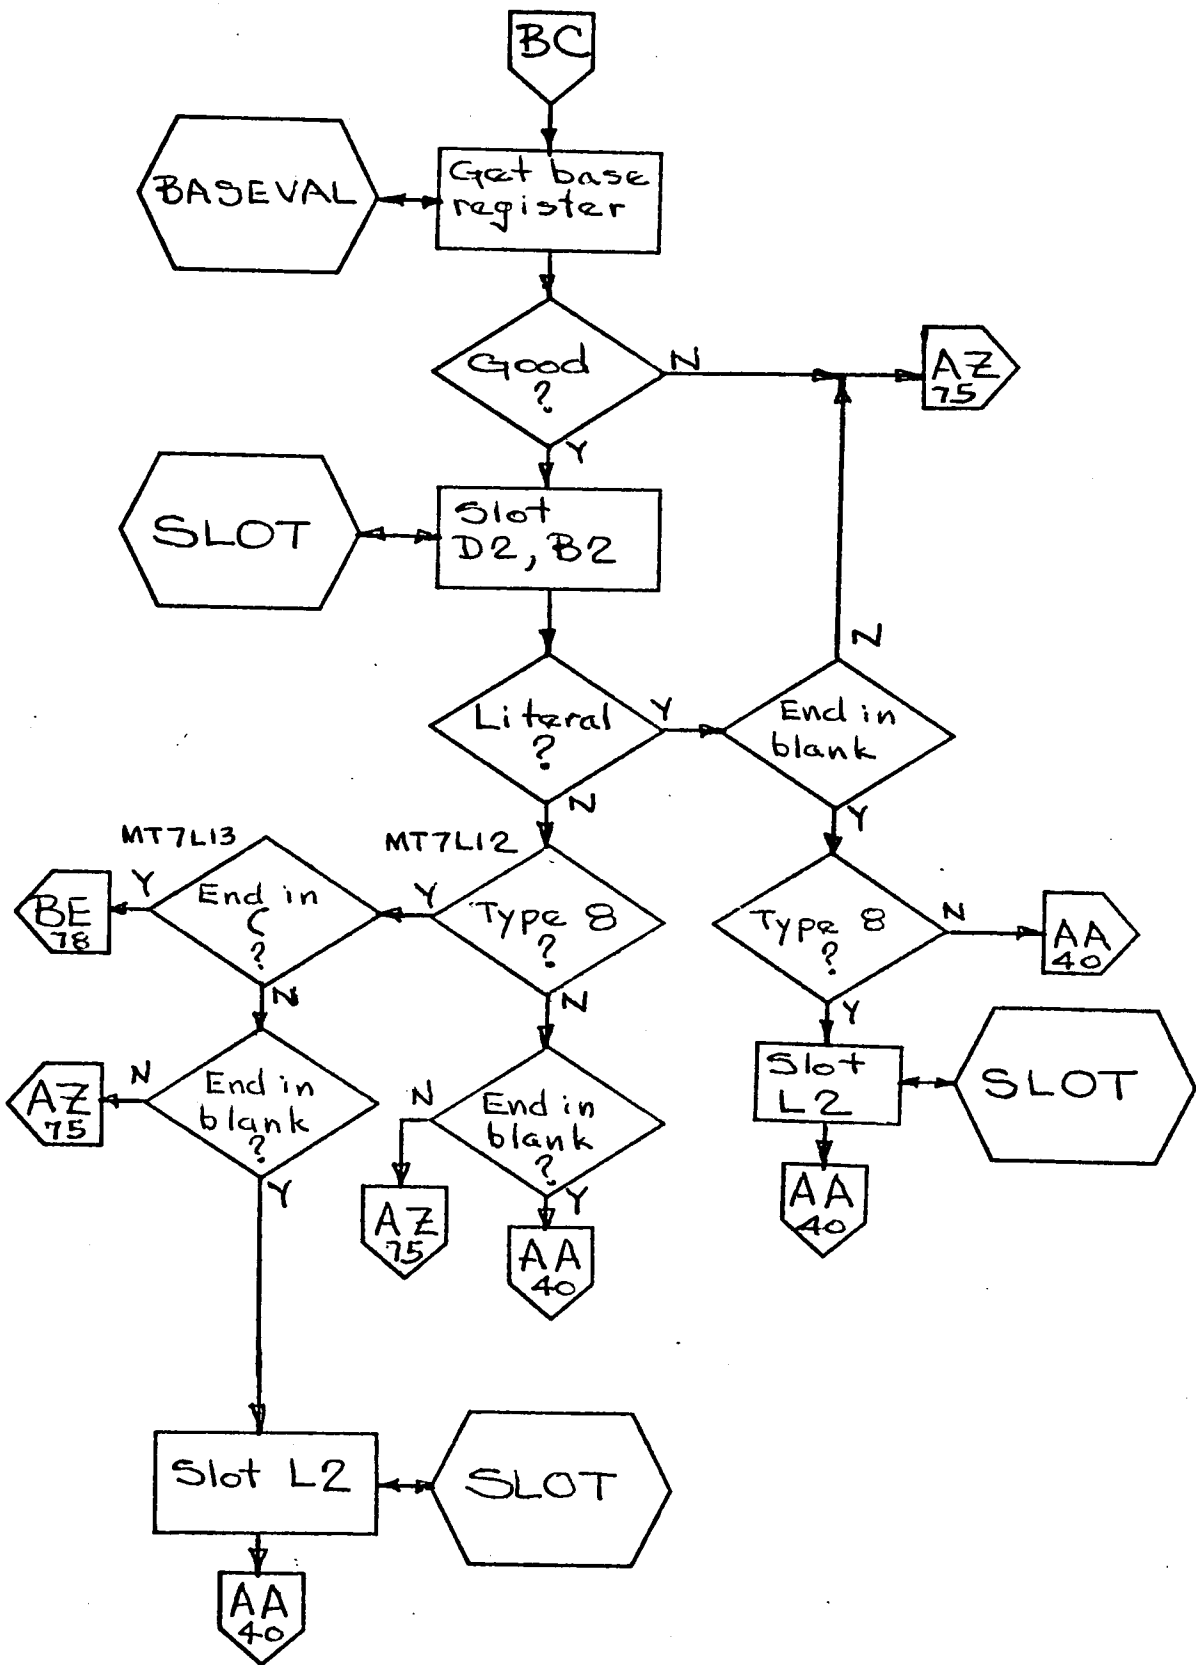 BC
BASEVAL
Get base
register
Good
?
N
AZ
75
Y
SLOT
Slot
D2, B2
N
Literal
?
Y
End in
blank
N
Y
MT7L13
MT7L12
Y
BE
78
End in
(
?
Y
Type 8
?
Type 8
?
N
AA
40
N
N
Y
AZ
75
N
End in
blank
?
N
End in
blank
?
Slot
L2
SLOT
Y
Y
AZ
75
AA
40
AA
40
Slot L2
SLOT
AA
40